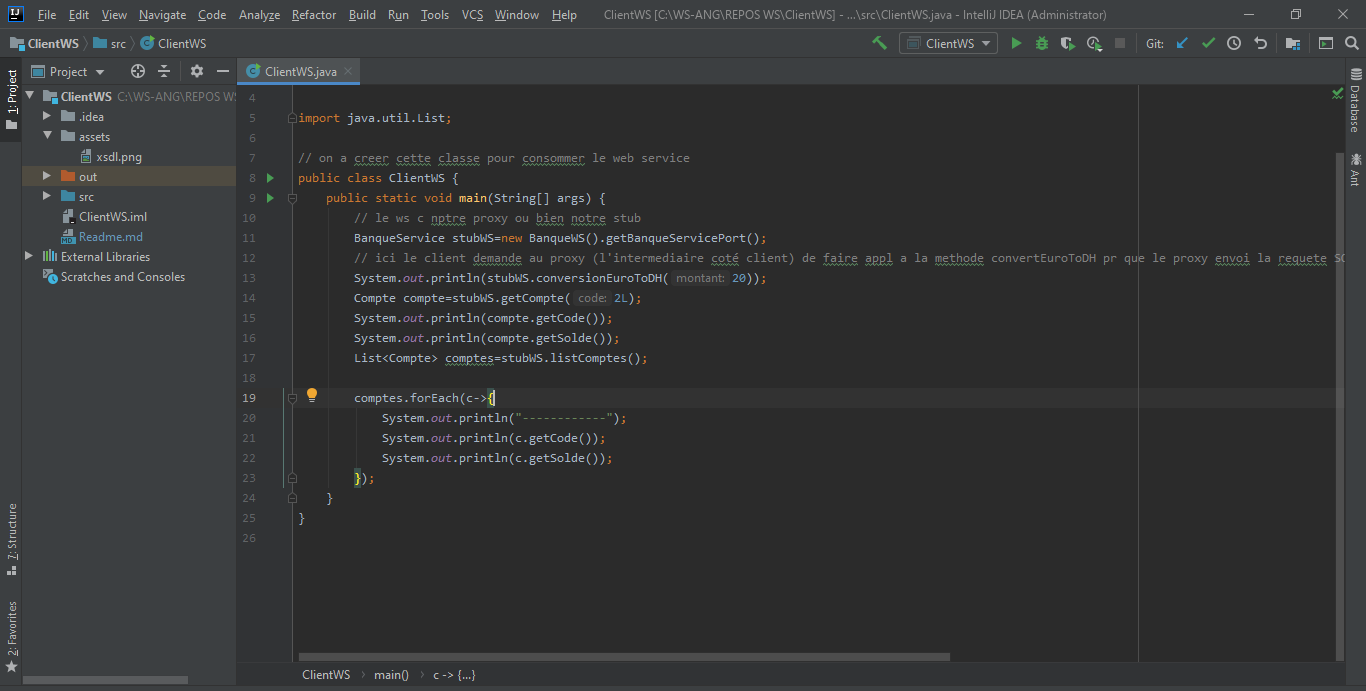 File Edit View Navigate Code Analyze Refactor Build Run Tools VCS Window Help ClientWS [C:\WS-ANG\REPOS WS\ClientWS] - ...\src\ClientWS.java - IntelliJ IDEA (Administrator)
ClientWS src ClientWS ClientWS Git:
Project ClientWS.java
1: Project
ClientWS C:\WS-ANG\REPOS WS
.idea
assets
xsdl.png
out
src
ClientWS.iml
Readme.md
External Libraries
Scratches and Consoles
7: Structure
2: Favorites
4
5 import java.util.List;
6
7 // on a creer cette classe pour consommer le web service
8 public class ClientWS {
9 public static void main(String[] args) {
10 // le ws c nptre proxy ou bien notre stub
11 BanqueService stubWS=new BanqueWS().getBanqueServicePort();
12 // ici le client demande au proxy (l'intermediaire coté client) de faire appl a la methode convertEuroToDH pr que le proxy envoi la requete SO
13 System.out.println(stubWS.conversionEuroToDH( montant: 20));
14 Compte compte=stubWS.getCompte( code: 2L);
15 System.out.println(compte.getCode());
16 System.out.println(compte.getSolde());
17 List<Compte> comptes=stubWS.listComptes();
18
19 comptes.forEach(c->{
20 System.out.println("------------");
21 System.out.println(c.getCode());
22 System.out.println(c.getSolde());
23 });
24 }
25 }
26
Database
Ant
ClientWS main() c -> {...}